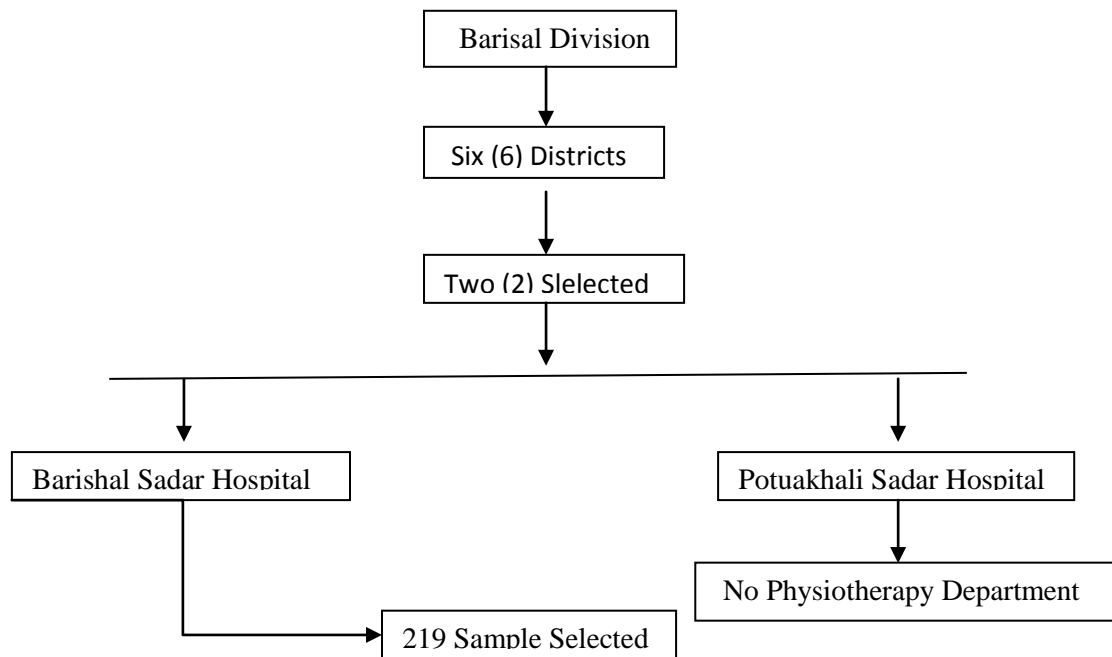 Barisal Division
Six (6) Districts
Two (2) Slelected
Barishal Sadar Hospital
Potuakhali Sadar Hospital
No Physiotherapy Department
219 Sample Selected